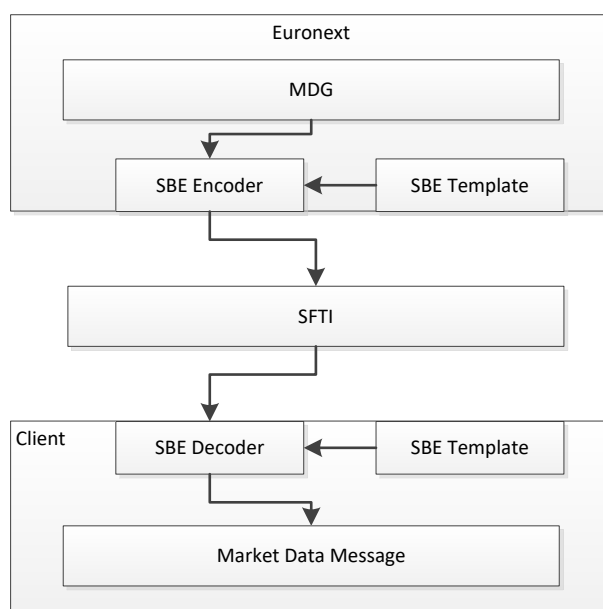 Euronext
MDG
SBE Encoder
SBE Template
SFTI
Client
SBE Decoder
SBE Template
Market Data Message